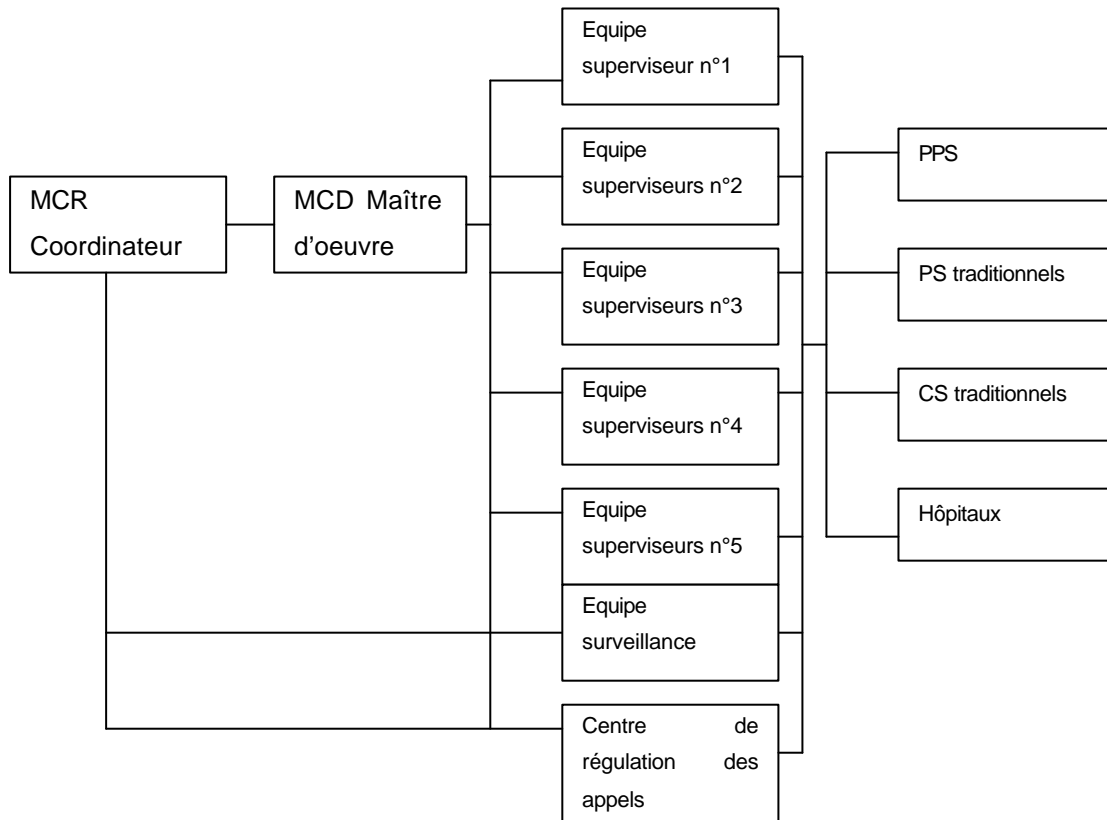 MCR
Coordinateur
MCD Maître
d'oeuvre
Equipe
superviseur n°1
Equipe
superviseurs n°2
Equipe
superviseurs n°3
Equipe
superviseurs n°4
Equipe
superviseurs n°5
Equipe
surveillance
Centre de
régulation des
appels
PPS
PS traditionnels
CS traditionnels
Hôpitaux